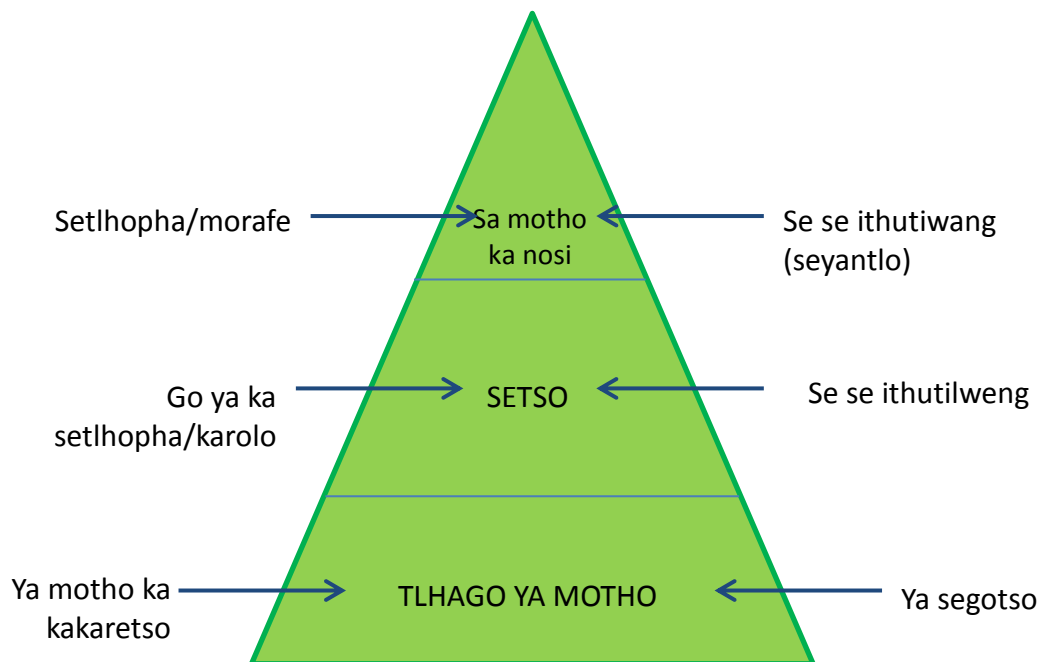 Setlhopha/morafe
Sa motho
ka nosi
Se se ithutiwang
(seyantlo)
Go ya ka
setlhopha/karolo
SETSO
Se se ithutilweng
Ya motho ka
kakaretso
TLHAGO YA MOTHO
Ya segotso